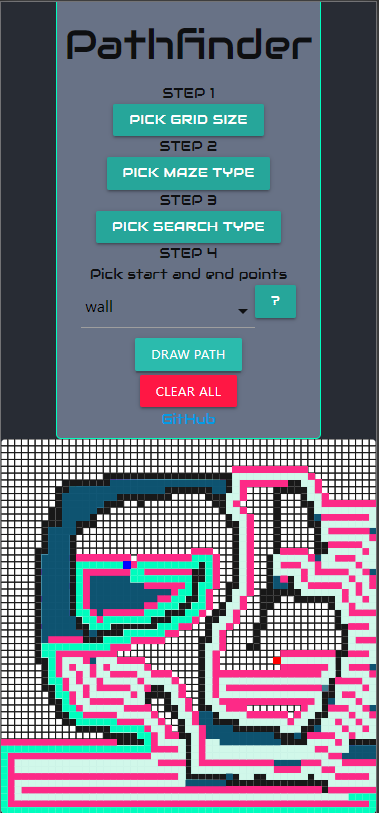 Pathfinder
STEP 1
PICK GRID SIZE
STEP 2
PICK MAZE TYPE
STEP 3
PICK SEARCH TYPE
STEP 4
Pick start and end points
wall
?
DRAW PATH
CLEAR ALL
GitHub